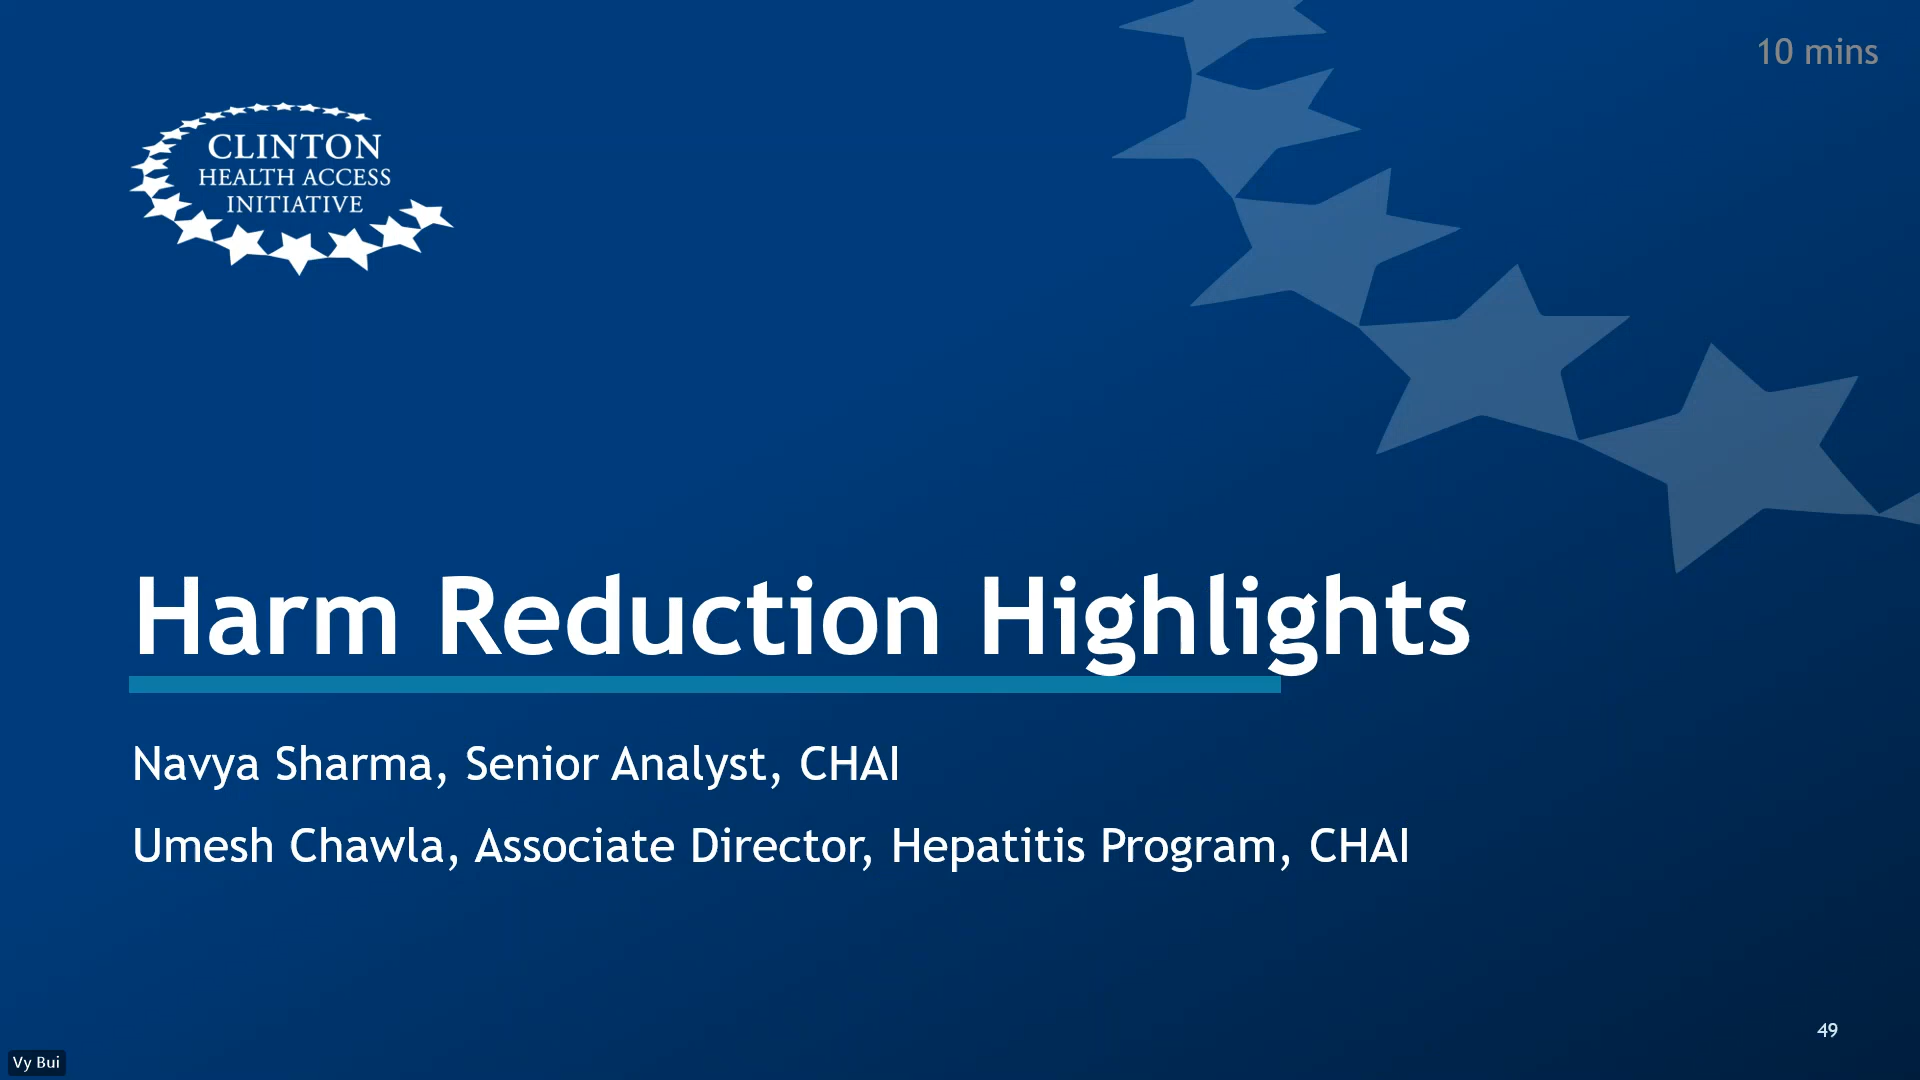 10 mins
CLINTON
HEALTH ACCESS
INITIATIVE
Harm Reduction Highlights
Navya Sharma, Senior Analyst, CHAI
Umesh Chawla, Associate Director, Hepatitis Program, CHAI
49
Vy Bui